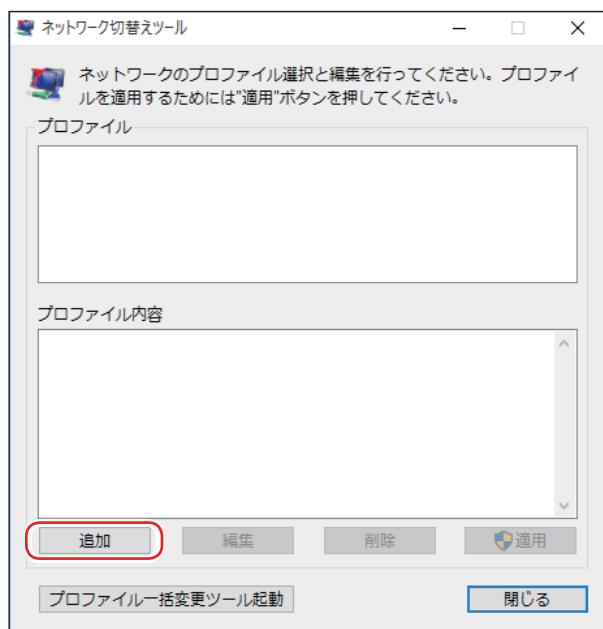 ネットワーク切替えツール
ネットワークのプロファイル選択と編集を行ってください。プロファイ
ルを適用するためには"適用"ボタンを押してください。
プロファイル
プロファイル内容
追加
編集
削除
適用
プロファイル一括変更ツール起動
閉じる